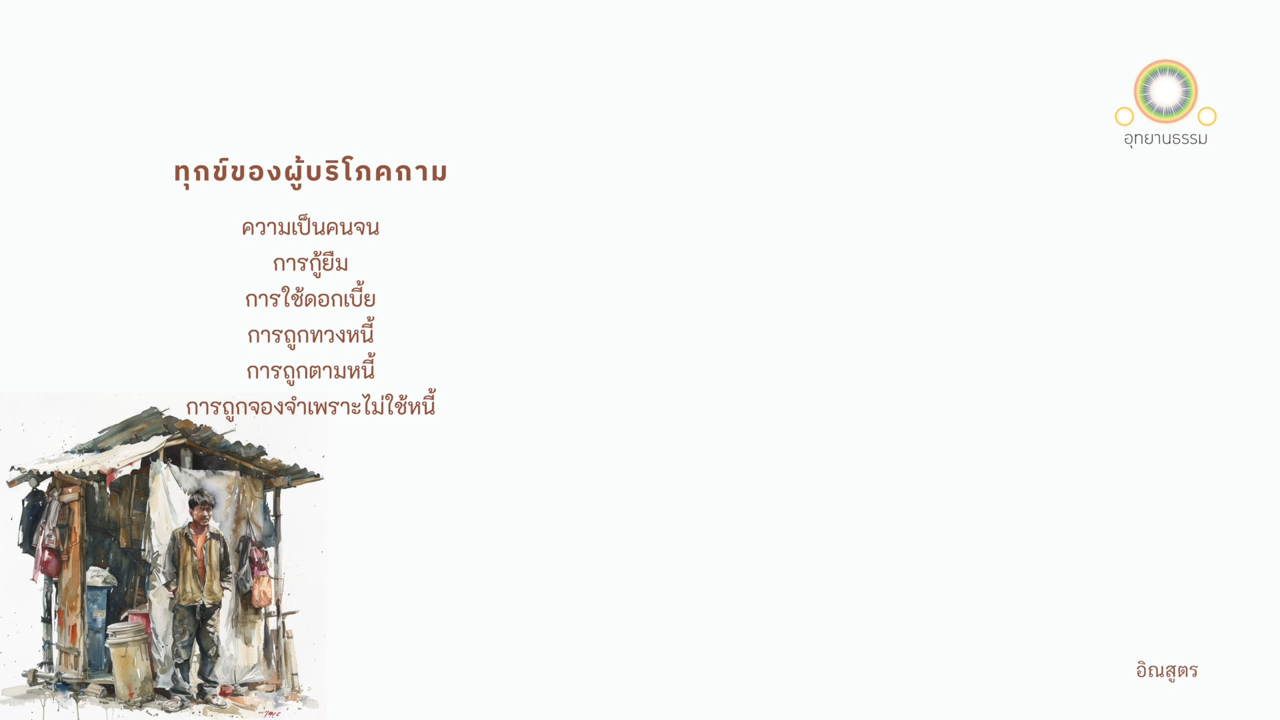 อุทยานธรรม
ทุกข์ของผู้บริโภคกาม
ความเป็นคนจน
การกู้ยืม
การใช้ดอกเบี้ย
การถูกทวงหนี้
การถูกตามหนี้
การถูกจองจำเพราะไม่ใช้หนี้
อิณสูตร